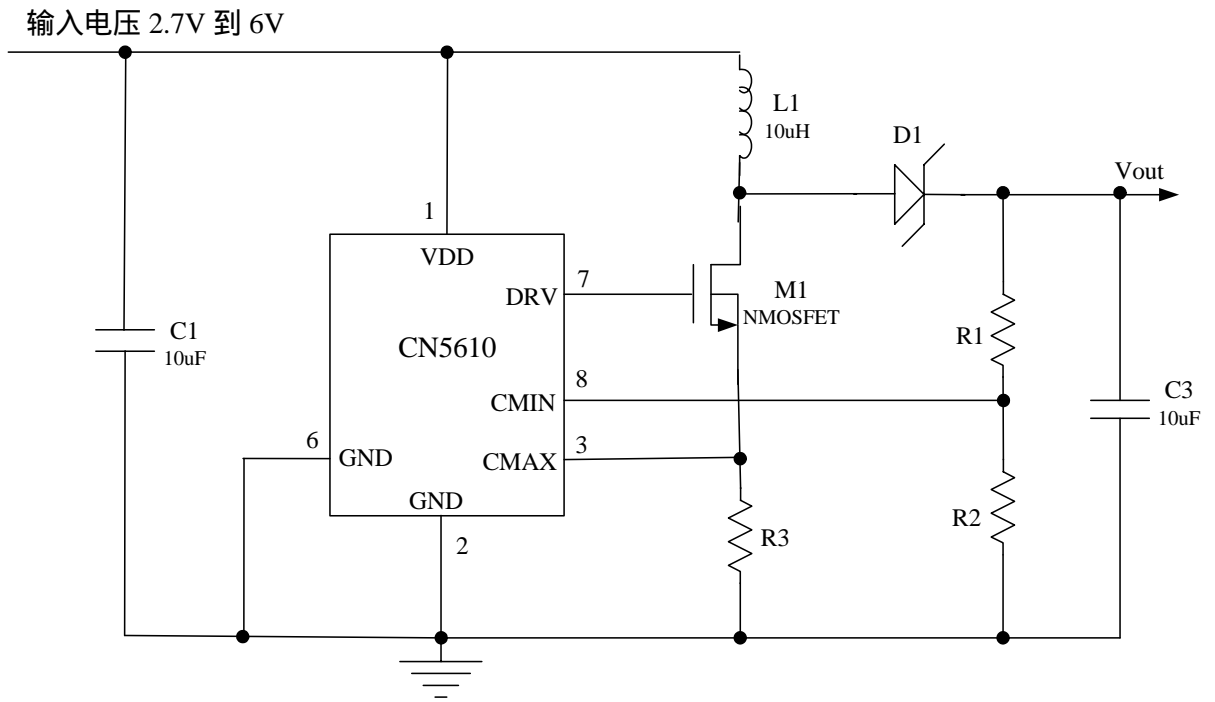 输入电压 2.7V 到 6V
L1
10uH
D1
Vout
1
VDD
7
DRV
M1
NMOSFET
C1
10uF
CN5610
R1
8
CMIN
C3
10uF
6
GND
CMAX
3
GND
R2
2
R3